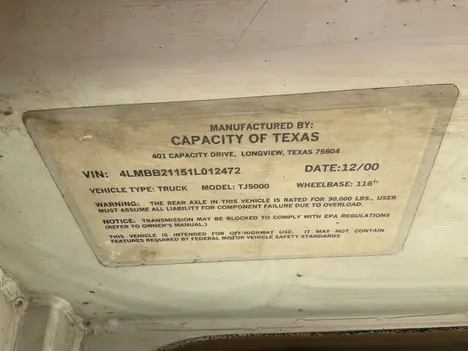 MANUFACTURED BY:
CAPACITY OF TEXAS
401 CAPACITY DRIVE, LONGVIEW, TEXAS 75604
VIN: 4LMBB21151L012472 DATE:12/00
VEHICLE TYPE: TRUCK MODEL: TJ5000 WHEELBASE: 116"
WARNING: THE REAR AXLE IN THIS VEHICLE IS RATED FOR 30,000 LBS., USER
MUST ASSUME ALL LIABILITY FOR COMPONENT FAILURE DUE TO OVERLOAD.
NOTICE: TRANSMISSION MAY BE BLOCKED TO COMPLY WITH EPA REGULATIONS
(REFER TO OWNER'S MANUAL.)
THIS VEHICLE IS INTENDED FOR OFF-HIGHWAY USE. IT MAY NOT CONTAIN
FEATURES REQUIRED BY FEDERAL MOTOR VEHICLE SAFETY STANDARDS.